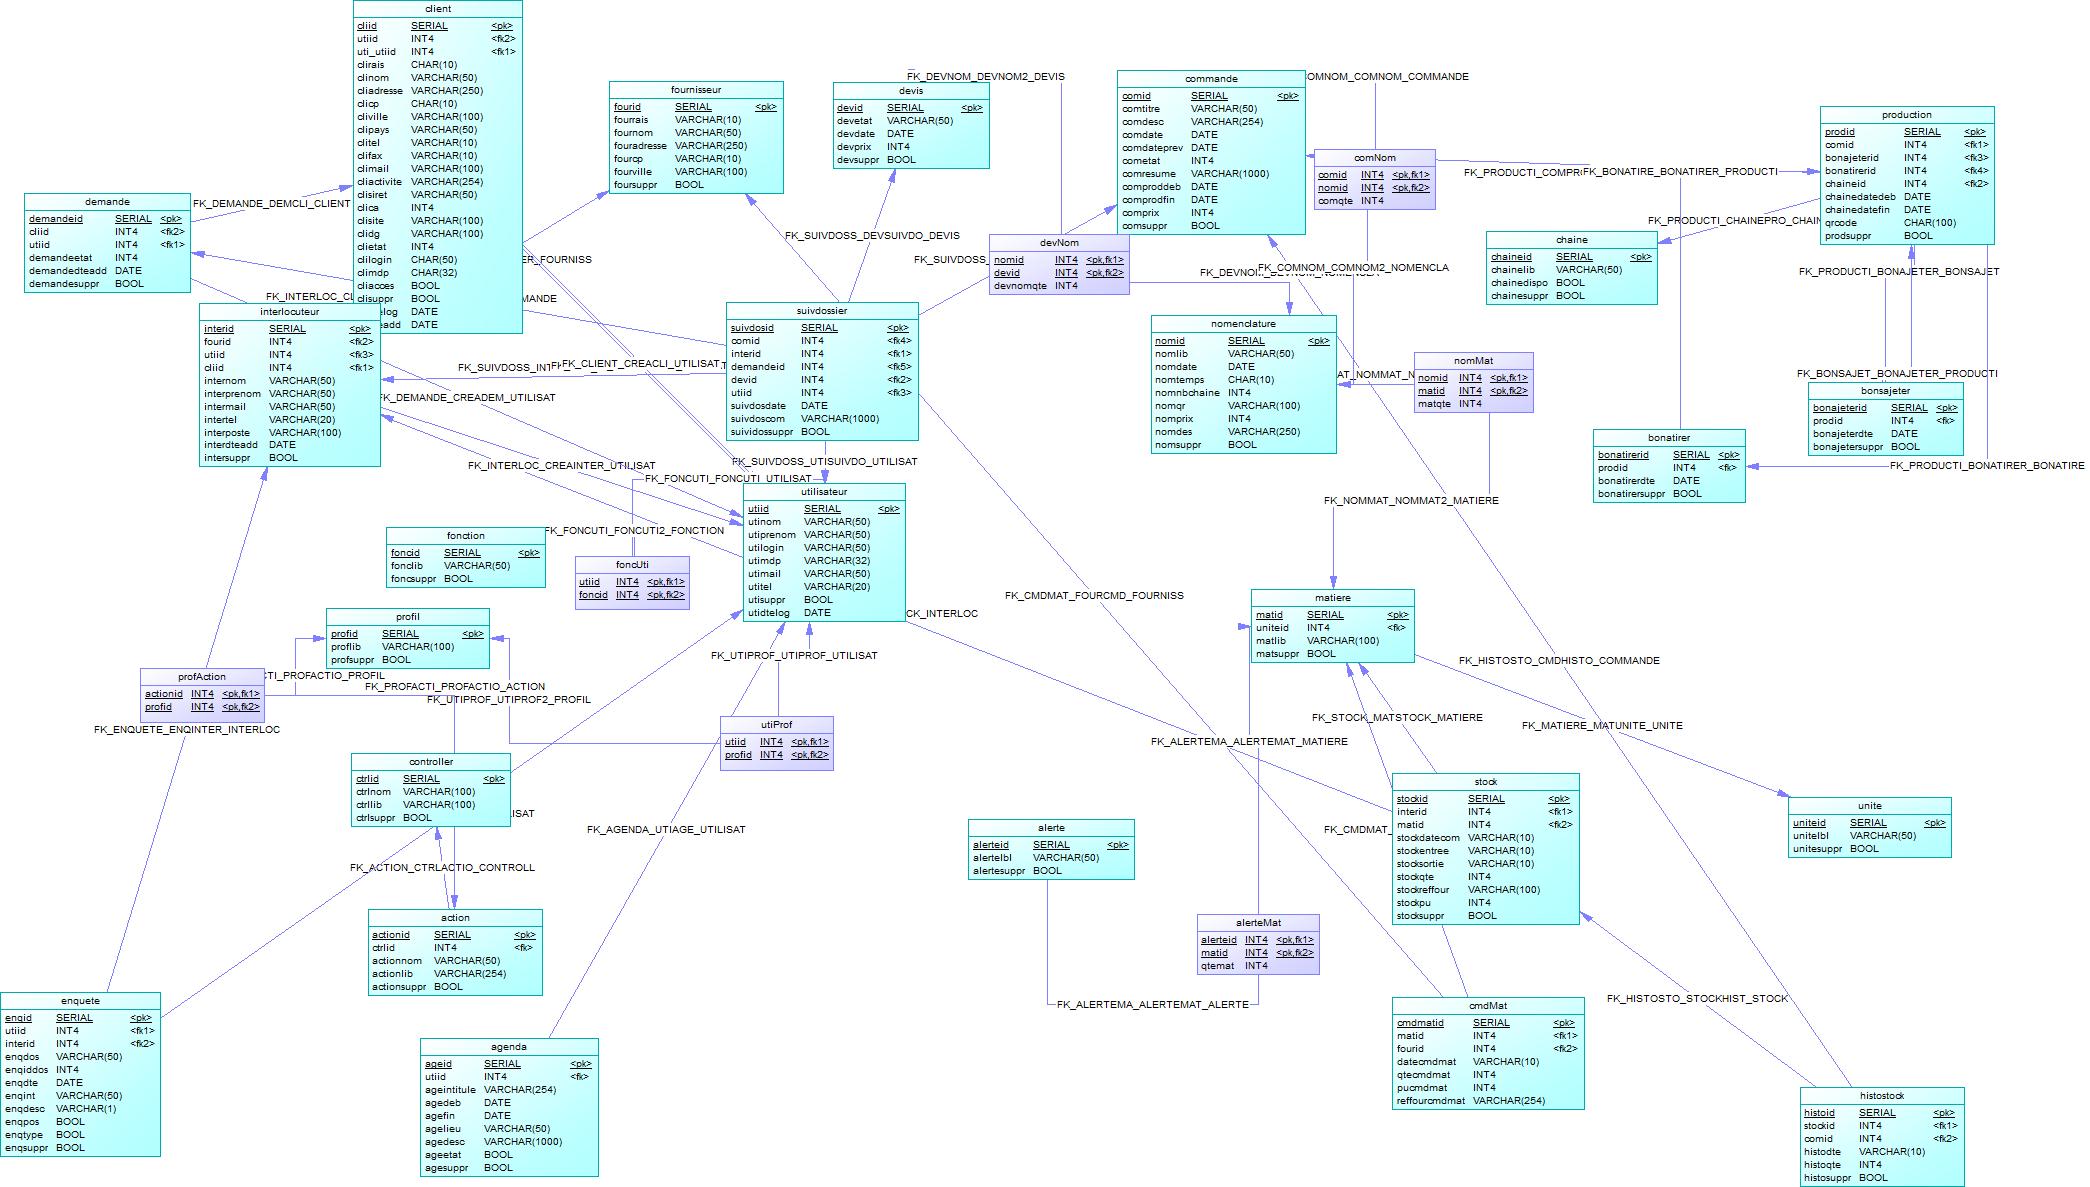 client
cliid SERIAL <pk>
utiid INT4 <fk2>
uti_utiid INT4 <fk1>
clirais CHAR(10)
clinom VARCHAR(50)
cliadresse VARCHAR(250)
clicp CHAR(10)
cliville VARCHAR(100)
clipays VARCHAR(50)
clitel VARCHAR(10)
clifax VARCHAR(10)
climail VARCHAR(100)
cliactivite VARCHAR(254)
clisiret VARCHAR(50)
clica INT4
clisite VARCHAR(100)
clidg VARCHAR(100)
clietat INT4
clilogin CHAR(50)
climdp CHAR(32)
cliacces BOOL
clisuppr BOOL
elog DATE
eadd DATE
fournisseur
fourid SERIAL <pk>
fourrais VARCHAR(10)
fournom VARCHAR(50)
fouradresse VARCHAR(250)
fourcp VARCHAR(10)
fourville VARCHAR(100)
foursuppr BOOL
FK_DEVNOM_DEVNOM2_DEVIS
devis
devid SERIAL <pk>
devetat VARCHAR(50)
devdate DATE
devprix INT4
devsuppr BOOL
commande
comid SERIAL <pk>
comtitre VARCHAR(50)
comdesc VARCHAR(254)
comdate DATE
comdateprev DATE
cometat INT4
comresume VARCHAR(1000)
comproddeb DATE
comprodfin DATE
comprix INT4
comsuppr BOOL
COMNOM_COMNOM_COMMANDE
comNom
comid INT4 <pk,fk1>
nomid INT4 <pk,fk2>
comqte INT4
FK_PRODUCTI_COMPR
FK_BONATIRE_BONATIRER_PRODUCTI
production
prodid SERIAL <pk>
comid INT4 <fk1>
bonajeterid INT4 <fk3>
bonatirerid INT4 <fk4>
chaineid INT4 <fk2>
chainedatedeb DATE
chainedatefin DATE
qrcode CHAR(100)
prodsuppr BOOL
demande
demandeid SERIAL <pk>
cliid INT4 <fk2>
utiid INT4 <fk1>
demandeetat INT4
demandedteadd DATE
demandesuppr BOOL
FK_DEMANDE_DEMCLI_CLIENT
FK_SUIVDOSS_DEVSUIVDO_DEVIS
ER_FOURNISS
FK_SUIVDOSS_
devNom
nomid INT4 <pk,fk1>
devid INT4 <pk,fk2>
devnomqte INT4
FK_COMNOM_COMNOM2_NOMENCLA
FK_PRODUCTI_CHAINEPRO_CHAIN
chaine
chaineid SERIAL <pk>
chainelib VARCHAR(50)
chainedispo BOOL
chainesuppr BOOL
FK_PRODUCTI_BONAJETER_BONSAJET
FK_INTERLOC_CL
MANDE
interlocuteur
interid SERIAL <pk>
fourid INT4 <fk2>
utiid INT4 <fk3>
cliid INT4 <fk1>
internom VARCHAR(50)
interprenom VARCHAR(50)
intermail VARCHAR(50)
intertel VARCHAR(20)
interposte VARCHAR(100)
interdteadd DATE
intersuppr BOOL
suivdossier
suivdosid SERIAL <pk>
comid INT4 <fk4>
interid INT4 <fk1>
demandeid INT4 <fk5>
devid INT4 <fk2>
utiid INT4 <fk3>
suivdosdate DATE
suivdoscom VARCHAR(1000)
suividossuppr BOOL
nomenclature
nomid SERIAL <pk>
nomlib VARCHAR(50)
nomdate DATE
nomtemps CHAR(10)
nomnbchaine INT4
nomqr VARCHAR(100)
nomprix INT4
nomdes VARCHAR(250)
nomsuppr BOOL
AT_NOMMAT_N
nomMat
nomid INT4 <pk,fk1>
matid INT4 <pk,fk2>
matqte INT4
FK_BONSAJET_BONAJETER_PRODUCTI
bonsajeter
bonajeterid SERIAL <pk>
prodid INT4 <fk>
bonajeterdte DATE
bonajetersuppr BOOL
bonatirer
bonatirerid SERIAL <pk>
prodid INT4 <fk>
bonatirerdte DATE
bonatirersuppr BOOL
FK_PRODUCTI_BONATIRER_BONATIRE
FK_SUIVDOSS_INT
FK_CLIENT_CREACLI_UTILISAT
FK_DEMANDE_CREADEM_UTILISAT
FK_INTERLOC_CREAINTER_UTILISAT
FK_SUIVDOSS_UTISUIVDO_UTILISAT
FK_FONCUTI_FONCUTI_UTILISAT
FK_FONCUTI_FONCUTI2_FONCTION
utilisateur
utiid SERIAL <pk>
utinom VARCHAR(50)
utiprenom VARCHAR(50)
utilogin VARCHAR(50)
utimdp VARCHAR(32)
utimail VARCHAR(50)
utitel VARCHAR(20)
utisuppr BOOL
utidtelog DATE
FK_NOMMAT_NOMMAT2_MATIERE
fonction
foncid SERIAL <pk>
fonclib VARCHAR(50)
foncsuppr BOOL
foncUti
utiid INT4 <pk,fk1>
foncid INT4 <pk,fk2>
CK_INTERLOC
FK_CMDMAT_FOURCMD_FOURNISS
matiere
matid SERIAL <pk>
uniteid INT4 <fk>
matlib VARCHAR(100)
matsuppr BOOL
profil
profid SERIAL <pk>
proflib VARCHAR(100)
profsuppr BOOL
FK_UTIPROF_UTIPROF_UTILISAT
FK_HISTOSTO_CMDHISTO_COMMANDE
profAction
actionid INT4 <pk,fk1>
profid INT4 <pk,fk2>
CTI_PROFACTIO_PROFIL
FK_PROFACTI_PROFACTIO_ACTION
FK_UTIPROF_UTIPROF2_PROFIL
FK_ENQUETE_ENQINTER_INTERLOC
utiProf
utiid INT4 <pk,fk1>
profid INT4 <pk,fk2>
FK_STOCK_MATSTOCK_MATIERE
FK_MATIERE_MATUNITE_UNITE
FK_ALERTEMA_ALERTEMAT_MATIERE
controller
ctrlid SERIAL <pk>
ctrlnom VARCHAR(100)
ctrllib VARCHAR(100)
ctrlsuppr BOOL
ISAT
FK_AGENDA_UTIAGE_UTILISAT
alerte
alerteid SERIAL <pk>
alertelbl VARCHAR(50)
alertesuppr BOOL
FK_CMDMAT_
stock
stockid SERIAL <pk>
interid INT4 <fk1>
matid INT4 <fk2>
stockdatecom VARCHAR(10)
stockentree VARCHAR(10)
stocksortie VARCHAR(10)
stockqte INT4
stockreffour VARCHAR(100)
stockpu INT4
stocksuppr BOOL
unite
uniteid SERIAL <pk>
unitelbl VARCHAR(50)
unitesuppr BOOL
FK_ACTION_CTRLACTIO_CONTROLL
action
actionid SERIAL <pk>
ctrlid INT4 <fk>
actionnom VARCHAR(50)
actionlib VARCHAR(254)
actionsuppr BOOL
alerteMat
alerteid INT4 <pk,fk1>
matid INT4 <pk,fk2>
qtemat INT4
FK_ALERTEMA_ALERTEMAT_ALERTE
FK_HISTOSTO_STOCKHIST_STOCK
enquete
enqid SERIAL <pk>
utiid INT4 <fk1>
interid INT4 <fk2>
enqdos VARCHAR(50)
enqiddos INT4
enqdte DATE
enqint VARCHAR(50)
enqdesc VARCHAR(1)
enqpos BOOL
enqtype BOOL
enqsuppr BOOL
agenda
ageid SERIAL <pk>
utiid INT4 <fk>
ageintitule VARCHAR(254)
agedeb DATE
agefin DATE
agelieu VARCHAR(50)
agedesc VARCHAR(1000)
ageetat BOOL
agesuppr BOOL
cmdMat
cmdmatid SERIAL <pk>
matid INT4 <fk1>
fourid INT4 <fk2>
datecmdmat VARCHAR(10)
qtecmdmat INT4
pucmdmat INT4
reffourcmdmat VARCHAR(254)
histostock
histoid SERIAL <pk>
stockid INT4 <fk1>
comid INT4 <fk2>
histodte VARCHAR(10)
histoqte INT4
histosuppr BOOL